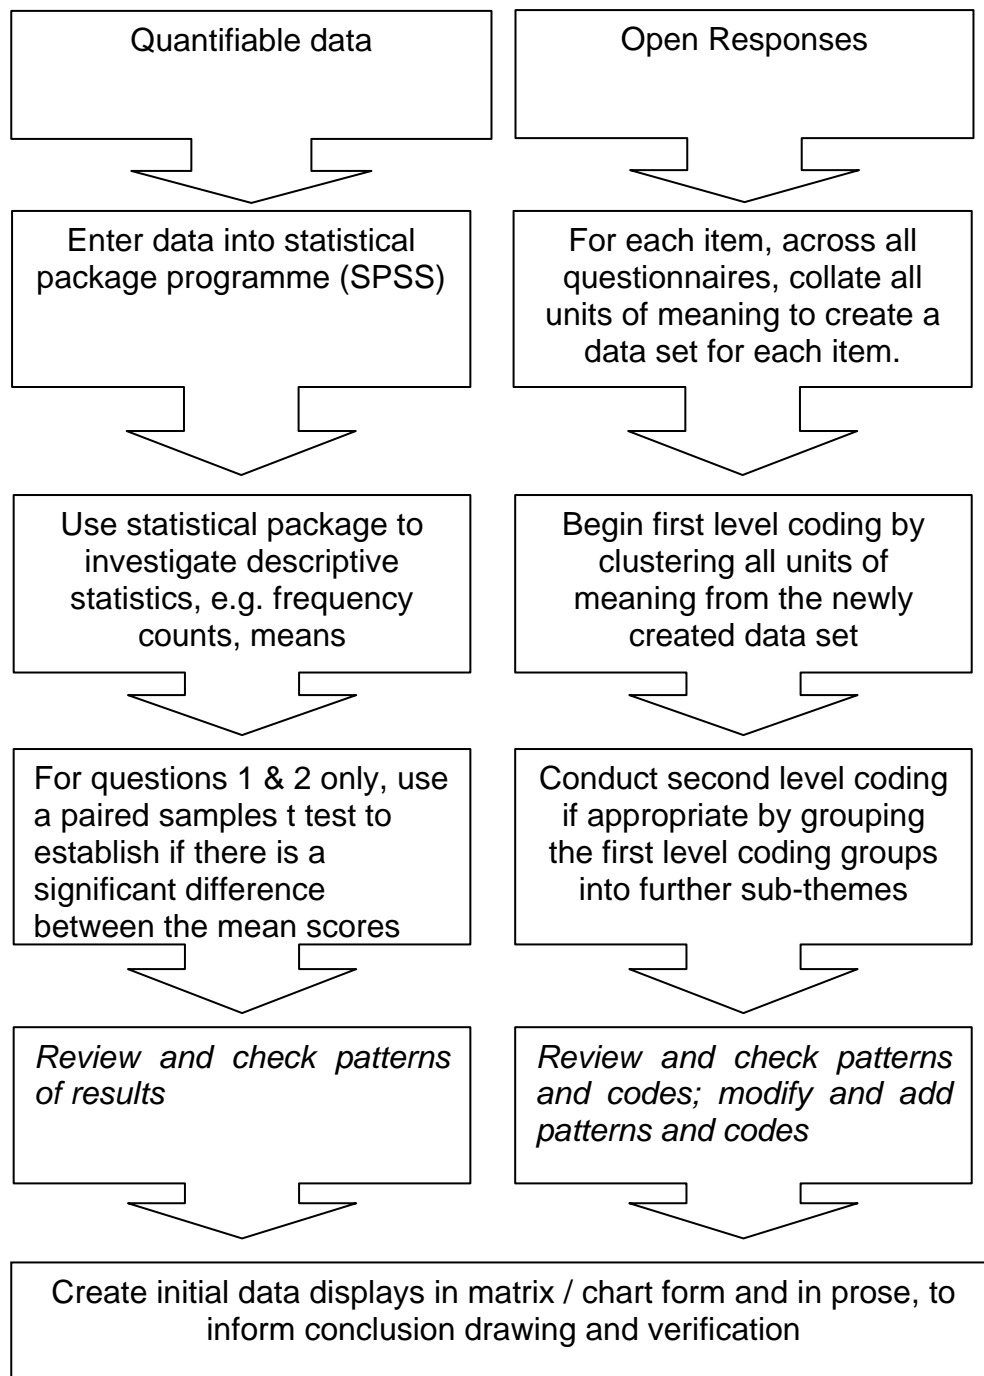 Quantifiable data
Open Responses
Enter data into statistical
package programme (SPSS)
For each item, across all
questionnaires, collate all
units of meaning to create a
data set for each item.
Use statistical package to
investigate descriptive
statistics, e.g. frequency
counts, means
Begin first level coding by
clustering all units of
meaning from the newly
created data set
For questions 1 & 2 only, use
a paired samples t test to
establish if there is a
significant difference
between the mean scores
Conduct second level coding
if appropriate by grouping
the first level coding groups
into further sub-themes
Review and check patterns
of results
Review and check patterns
and codes; modify and add
patterns and codes
Create initial data displays in matrix / chart form and in prose, to
inform conclusion drawing and verification